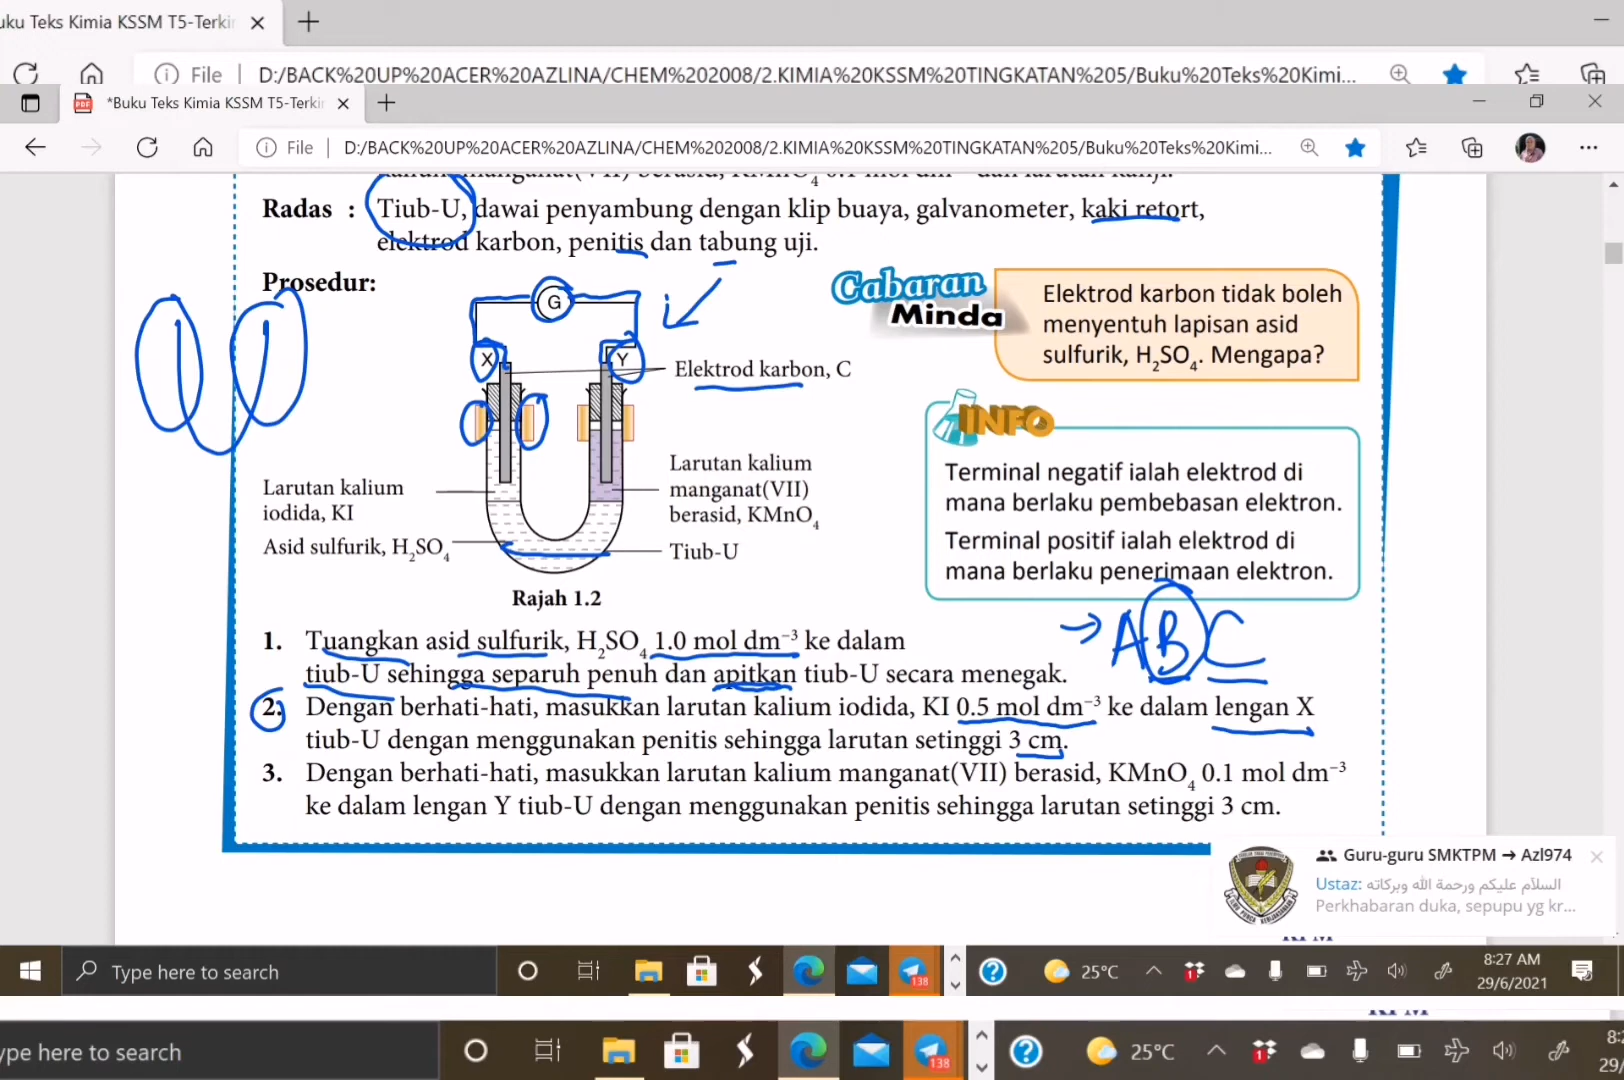 uku Teks Kimia KSSM T5-Terkir
File
D:/BACK%20UP%20ACER%20AZLINA/CHEM%202008/2.KIMIA%20KSSM%20TINGKATAN%205/Buku%20Teks%20Kimi...
*Buku Teks Kimia KSSM T5-Terkir
File
D:/BACK%20UP%20ACER%20AZLINA/CHEM%202008/2.KIMIA%20KSSM%20TINGKATAN%205/Buku%20Teks%20Kimi...
Radas : Tiub-U, dawai penyambung dengan klip buaya, galvanometer, kaki retort,
elektrod karbon, penitis dan tabung uji.
Prosedur:
G
X
Y
Elektrod karbon, C
Larutan kalium
iodida, KI
Asid sulfurik, H₂SO₄
Larutan kalium
manganat(VII)
berasid, KMnO₄
Tiub-U
Rajah 1.2
Cabaran
Minda
Elektrod karbon tidak boleh
menyentuh lapisan asid
sulfurik, H₂SO₄. Mengapa?
INFO
Terminal negatif ialah elektrod di
mana berlaku pembebasan elektron.
Terminal positif ialah elektrod di
mana berlaku penerimaan elektron.
→ ABC
1. Tuangkan asid sulfurik, H₂SO₄ 1.0 mol dm⁻³ ke dalam
tiub-U sehingga separuh penuh dan apitkan tiub-U secara menegak.
2. Dengan berhati-hati, masukkan larutan kalium iodida, KI 0.5 mol dm⁻³ ke dalam lengan X
tiub-U dengan menggunakan penitis sehingga larutan setinggi 3 cm.
3. Dengan berhati-hati, masukkan larutan kalium manganat(VII) berasid, KMnO₄ 0.1 mol dm⁻³
ke dalam lengan Y tiub-U dengan menggunakan penitis sehingga larutan setinggi 3 cm.
Guru-guru SMKTPM → Azl974
Ustaz: السلام عليكم ورحمة الله وبركاته
Perkhabaran duka, sepupu yg kr...
Type here to search
138
25°C
8:27 AM
29/6/2021
ype here to search
138
25°C